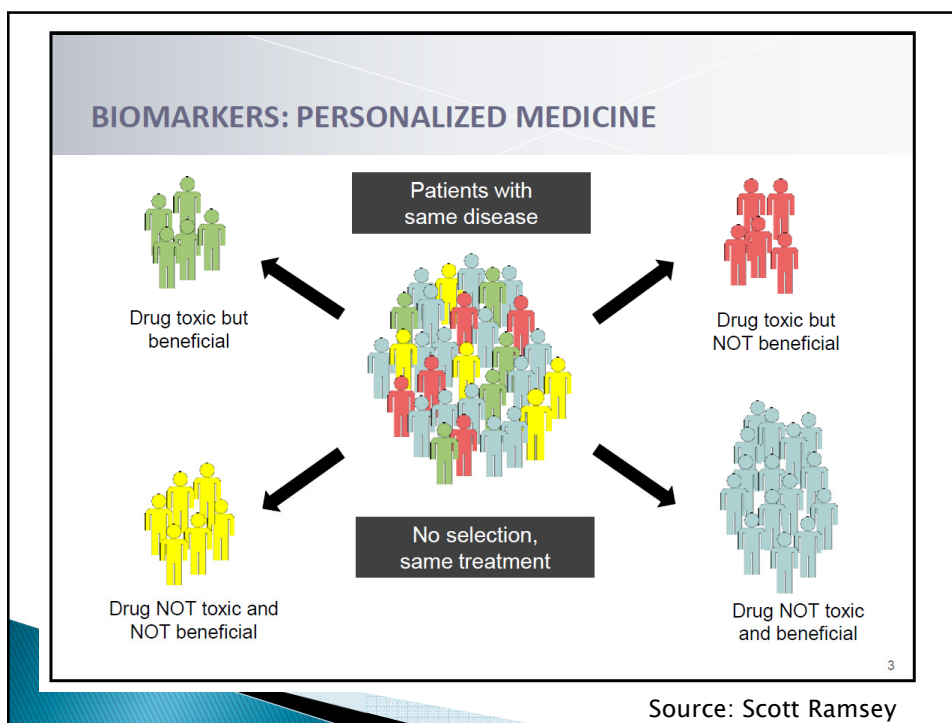 BIOMARKERS: PERSONALIZED MEDICINE
Patients with
same disease
Drug toxic but
beneficial
Drug toxic but
NOT beneficial
No selection,
same treatment
Drug NOT toxic and
NOT beneficial
Drug NOT toxic
and beneficial
3
Source: Scott Ramsey